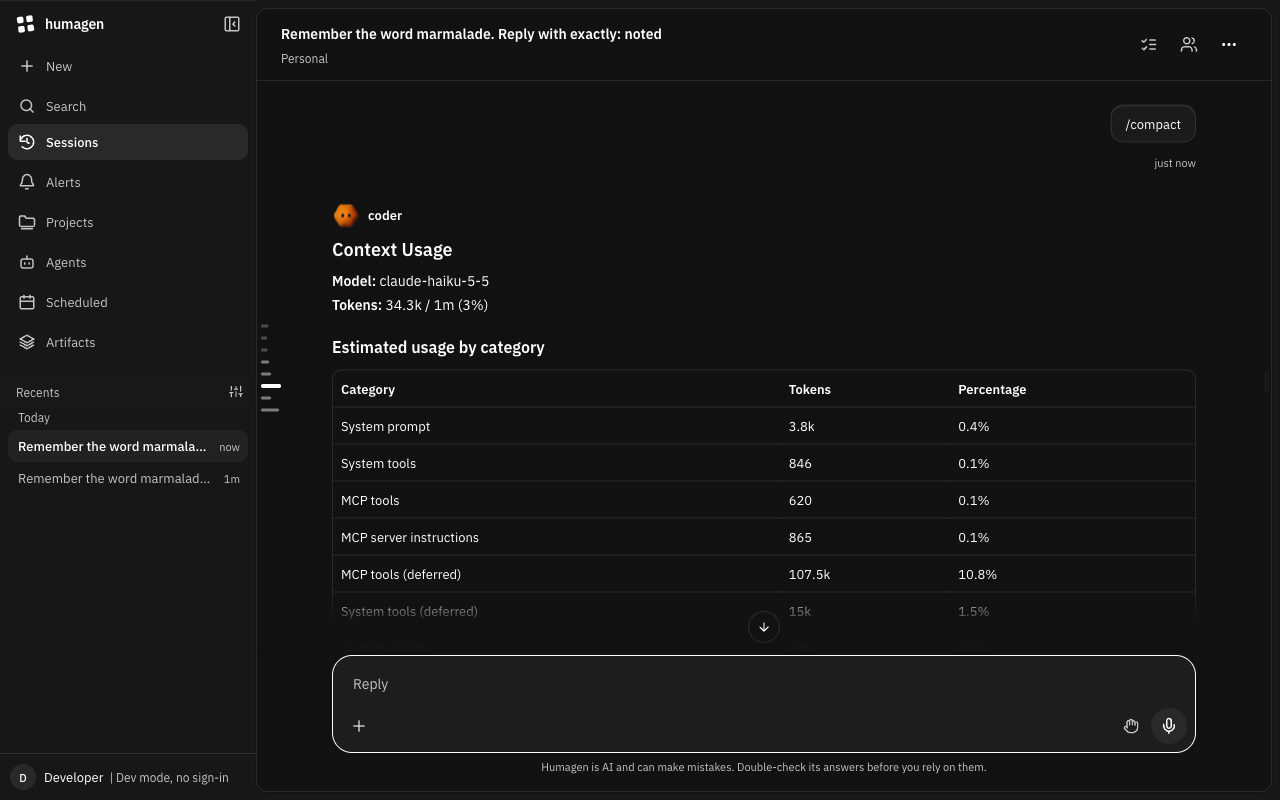 humagen
New
Search
Sessions
Alerts
Projects
Agents
Scheduled
Artifacts
Recents
Today
Remember the word marmala... now
Remember the word marmalad... 1m
D Developer | Dev mode, no sign-in
Remember the word marmalade. Reply with exactly: noted
Personal
/compact
just now
coder
Context Usage
Model: claude-haiku-5-5
Tokens: 34.3k / 1m (3%)
Estimated usage by category
Category Tokens Percentage
System prompt 3.8k 0.4%
System tools 846 0.1%
MCP tools 620 0.1%
MCP server instructions 865 0.1%
MCP tools (deferred) 107.5k 10.8%
System tools (deferred) 15k 1.5%
Reply
Humagen is AI and can make mistakes. Double-check its answers before you rely on them.